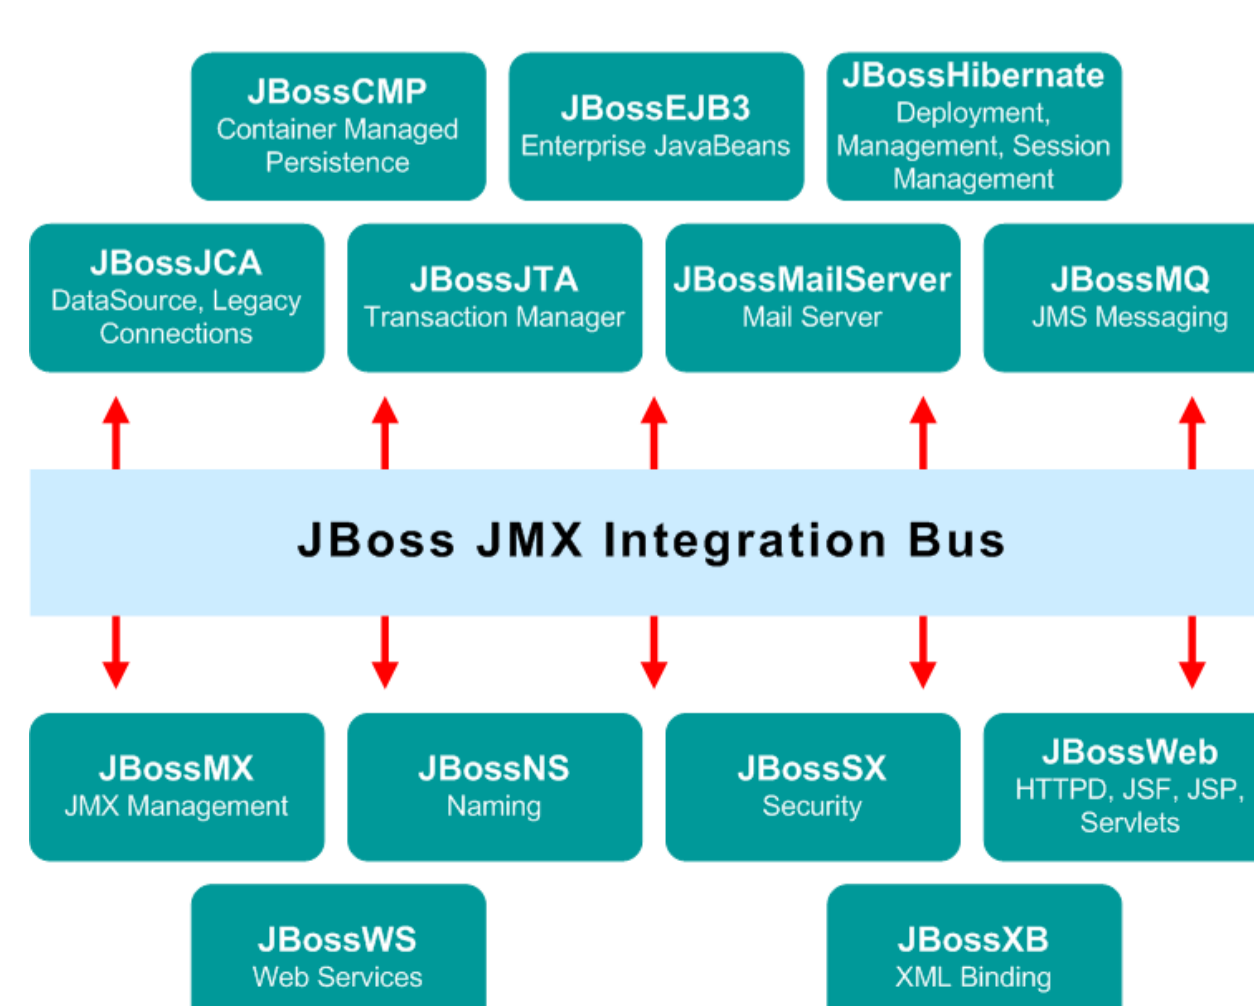 JBossCMP
Container Managed
Persistence
JBossEJB3
Enterprise JavaBeans
JBossHibernate
Deployment,
Management, Session
Management
JBossJCA
DataSource, Legacy
Connections
JBossJTA
Transaction Manager
JBossMailServer
Mail Server
JBossMQ
JMS Messaging
JBoss JMX Integration Bus
JBossMX
JMX Management
JBossNS
Naming
JBossSX
Security
JBossWeb
HTTPD, JSF, JSP,
Servlets
JBossWS
Web Services
JBossXB
XML Binding